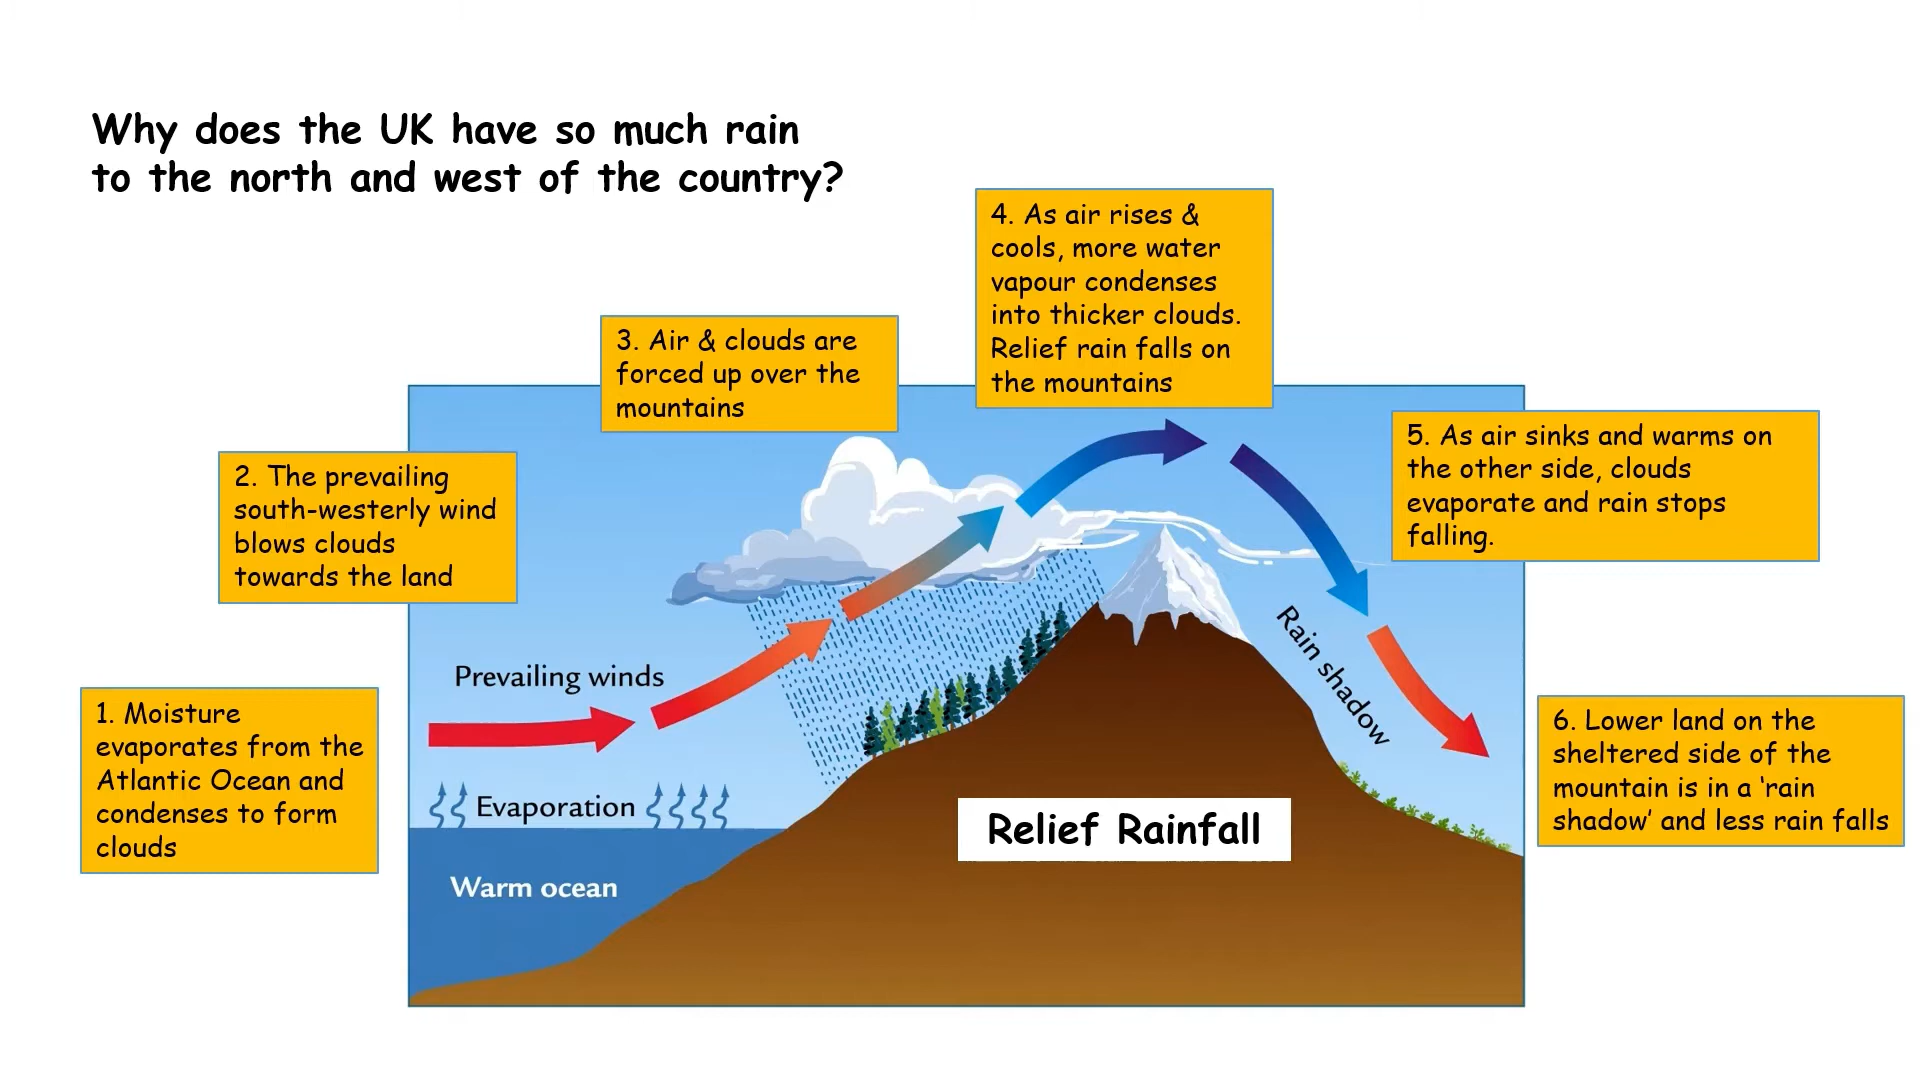 Why does the UK have so much rain
to the north and west of the country?
1. Moisture
evaporates from the
Atlantic Ocean and
condenses to form
clouds
2. The prevailing
south-westerly wind
blows clouds
towards the land
3. Air & clouds are
forced up over the
mountains
4. As air rises &
cools, more water
vapour condenses
into thicker clouds.
Relief rain falls on
the mountains
5. As air sinks and warms on
the other side, clouds
evaporate and rain stops
falling.
6. Lower land on the
sheltered side of the
mountain is in a ‘rain
shadow’ and less rain falls
Prevailing winds
Evaporation
Warm ocean
Rain shadow
Relief Rainfall